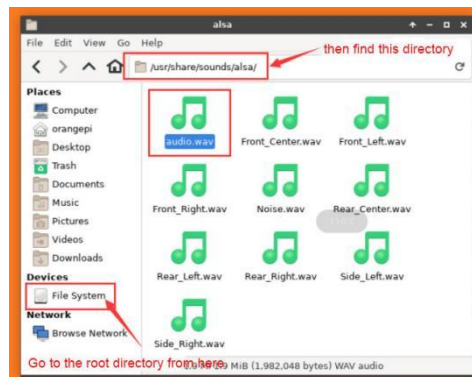 alsa
File Edit View Go Help
then find this directory
/usr/share/sounds/alsa/
Places
Computer
orangepi
Desktop
Trash
Documents
Music
Pictures
Videos
Downloads
Devices
File System
Network
Browse Network
audio.wav Front_Center.wav Front_Left.wav
Front_Right.wav Noise.wav Rear_Center.wav
Rear_Left.wav Rear_Right.wav Side_Left.wav
Side_Right.wav
Go to the root directory from here
MiB (1,982,048 bytes) WAV audio